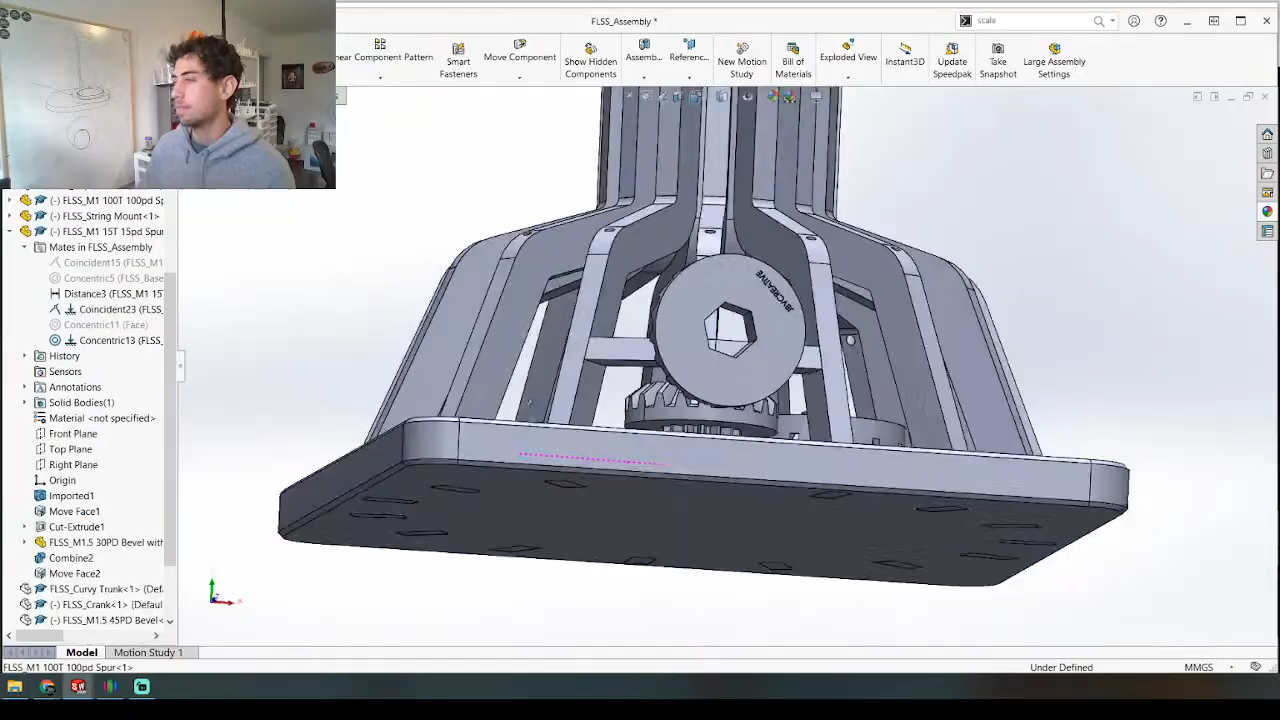 FLSS_Assembly *
scale
inear Component Pattern
Smart Fasteners
Move Component
Show Hidden Components
Assemb...
Referenc...
New Motion Study
Bill of Materials
Exploded View
Instant3D
Update Speedpak
Take Snapshot
Large Assembly Settings
(-) FLSS_M1 100T 100pd Sp
(-) FLSS_String Mount<1>
(-) FLSS_M1 15T 15pd Spur
Mates in FLSS_Assembly
Coincident15 (FLSS_M1
Concentric5 (FLSS_Base
Distance3 (FLSS_M1 15
Coincident23 (FLSS_
Concentric11 (Face)
Concentric13 (FLSS_
History
Sensors
Annotations
Solid Bodies(1)
Material <not specified>
Front Plane
Top Plane
Right Plane
Origin
Imported1
Move Face1
Cut-Extrude1
FLSS_M1.5 30PD Bevel with
Combine2
Move Face2
FLSS_Curvy Trunk<1> (Def
(-) FLSS_Crank<1> (Defau
(-) FLSS_M1.5 45PD Bevel<
JBVCREATIVE
x
Model
Motion Study 1
FLSS_M1 100T 100pd Spur<1>
Under Defined
MMGS